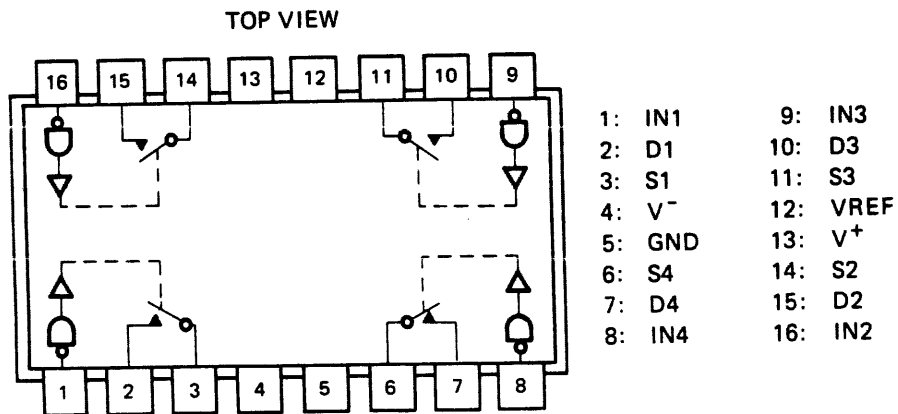 TOP VIEW
16 15 14 13 12 11 10 9
1 2 3 4 5 6 7 8
1: IN1
2: D1
3: S1
4: V⁻
5: GND
6: S4
7: D4
8: IN4
9: IN3
10: D3
11: S3
12: VREF
13: V⁺
14: S2
15: D2
16: IN2